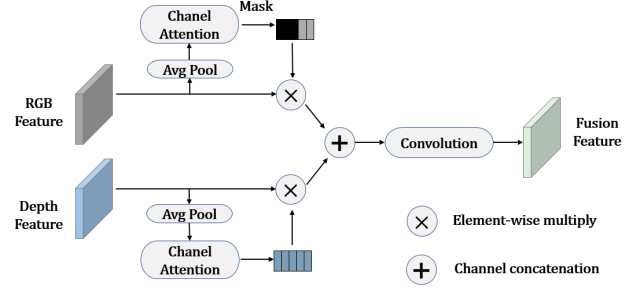 Chanel
Attention
Mask
Avg Pool
RGB
Feature
Convolution
Fusion
Feature
Depth
Feature
Avg Pool
Chanel
Attention
Element-wise multiply
Channel concatenation